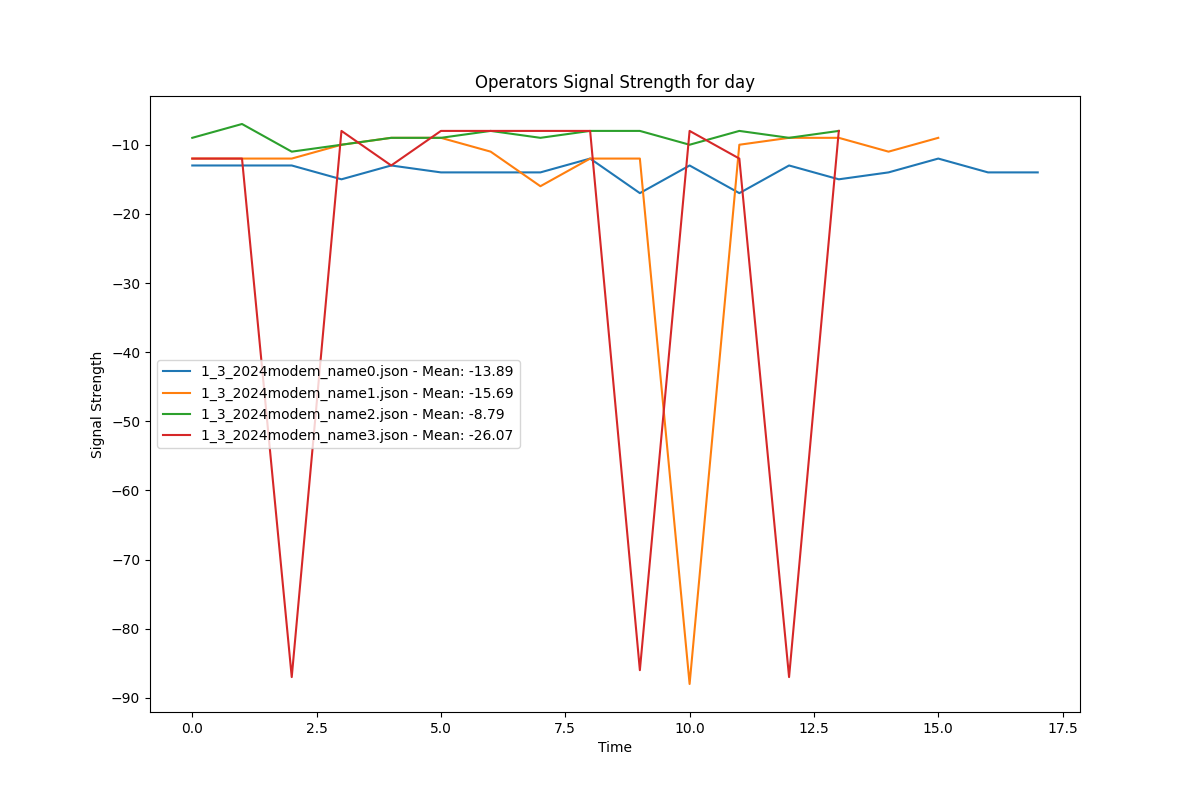 Operators Signal Strength for day
Signal Strength
−10
−20
−30
−40
−50
−60
−70
−80
−90
1_3_2024modem_name0.json - Mean: -13.89
1_3_2024modem_name1.json - Mean: -15.69
1_3_2024modem_name2.json - Mean: -8.79
1_3_2024modem_name3.json - Mean: -26.07
0.0 2.5 5.0 7.5 10.0 12.5 15.0 17.5
Time